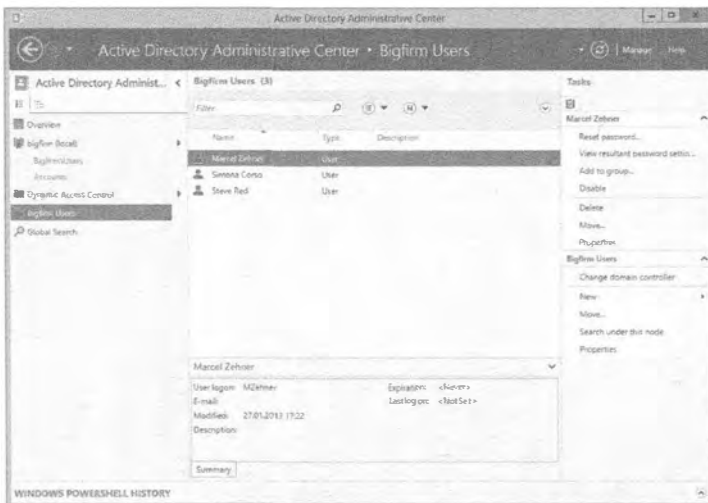 Active Directory Administrative Center
Active Directory Administrative Center • Bigfirm Users
Manage Help
Active Directory Administ...
Overview
bigfirm (local)
Bigfirm Users
Accounts
Dynamic Access Control
Bigfirm Users
Global Search
Bigfirm Users (3)
Filter
Name Type Description
Marcel Zehner User
Simona Corso User
Steve Red User
Marcel Zehner
User logon: MZehner
E-mail:
Modified: 27.01.2013 17:22
Description:
Expiration: <Never>
Last log on: <Not Set>
Summary
Tasks
Marcel Zehner
Reset password...
View resultant password settin...
Add to group...
Disable
Delete
Move...
Properties
Bigfirm Users
Change domain controller
New
Move...
Search under this node
Properties
WINDOWS POWERSHELL HISTORY